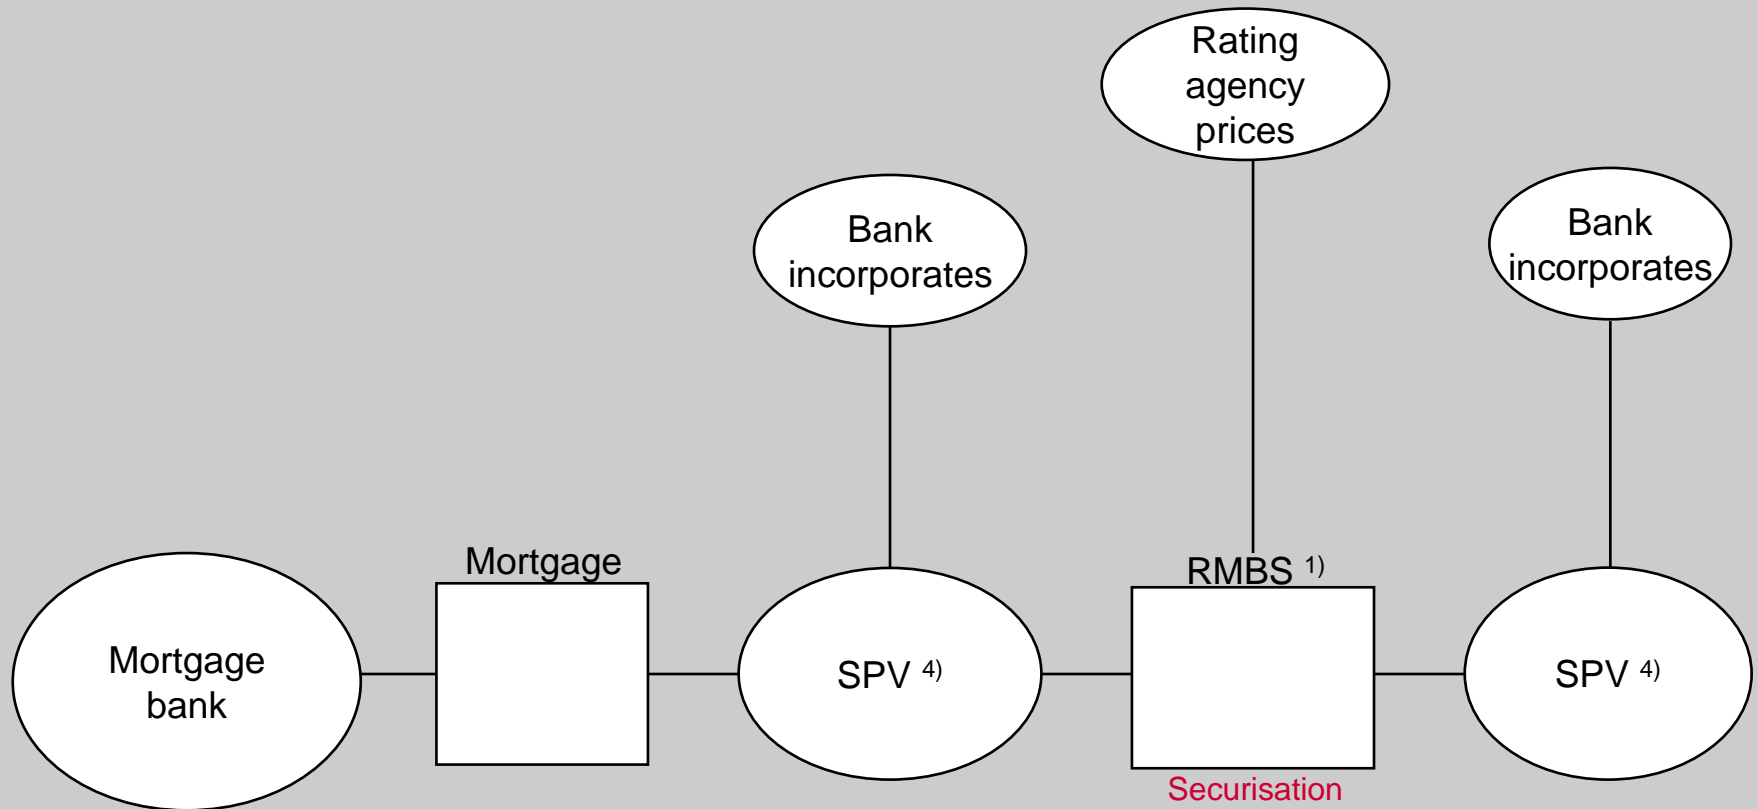 Rating
agency
prices
Bank
incorporates
Bank
incorporates
Mortgage
RMBS 1)
Mortgage
bank
SPV 4)
SPV 4)
Securisation